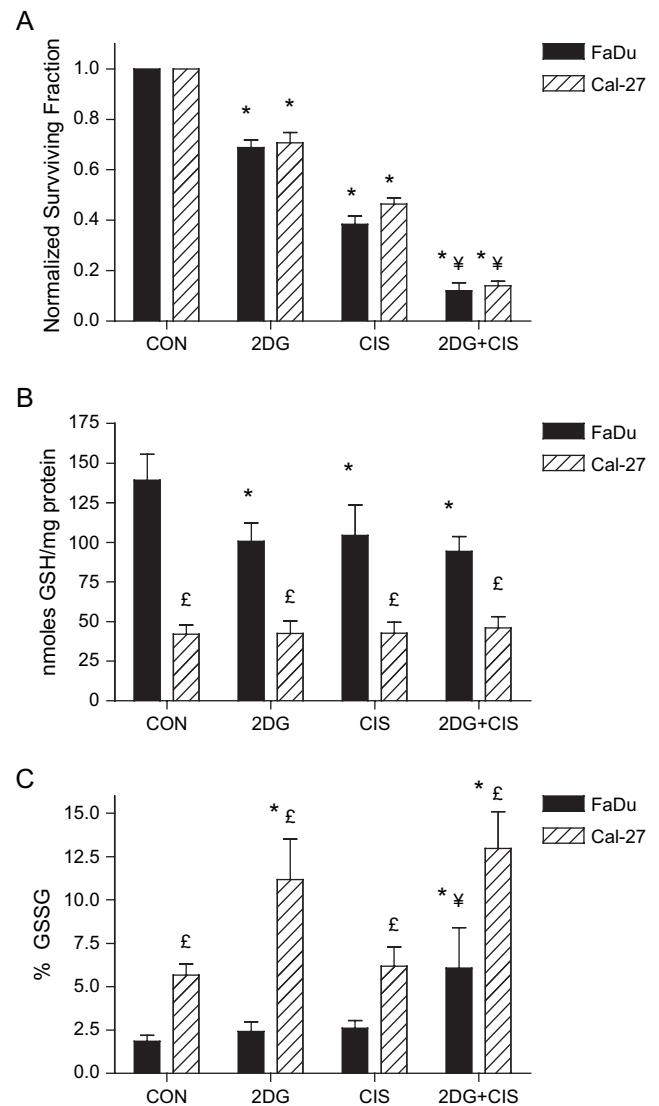 A
Normalized Survviving Fraction
1.0
0.8
0.6
0.4
0.2
0.0
* *
* *
* ¥ * ¥
CON 2DG CIS 2DG+CIS
FaDu
Cal-27
B
nmoles GSH/mg protein
175
150
125
100
75
50
25
0
* * *
£ £ £ £
CON 2DG CIS 2DG+CIS
FaDu
Cal-27
C
% GSSG
15.0
12.5
10.0
7.5
5.0
2.5
0.0
£ * £ £ * ¥ * £
CON 2DG CIS 2DG+CIS
FaDu
Cal-27